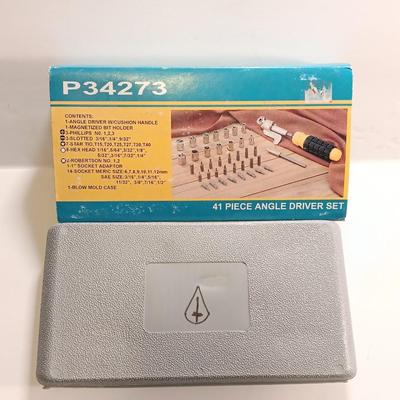 P34273
CONTENTS:
1-ANGLE DRIVER W/CUSHION HANDLE
1-MAGNETIZED BIT HOLDER
3-PHILLIPS NO. 1,2,3
3-SLOTTED 3/16",1/4",9/32"
7-STAR T10,T15,T20,T25,T27,T30,T40
8-HEX HEAD 1/16",5/64",3/32",1/8",
5/32",3/16",7/32",1/4"
2-ROBERTSON NO. 1,2
1-1" SOCKET ADAPTOR
14-SOCKET MERIC SIZE:6,7,8,9,10,11,12mm
SAE SIZE:3/16",1/4",5/16",
11/32", 3/8",7/16",1/2"
1-BLOW MOLD CASE
41 PIECE ANGLE DRIVER SET